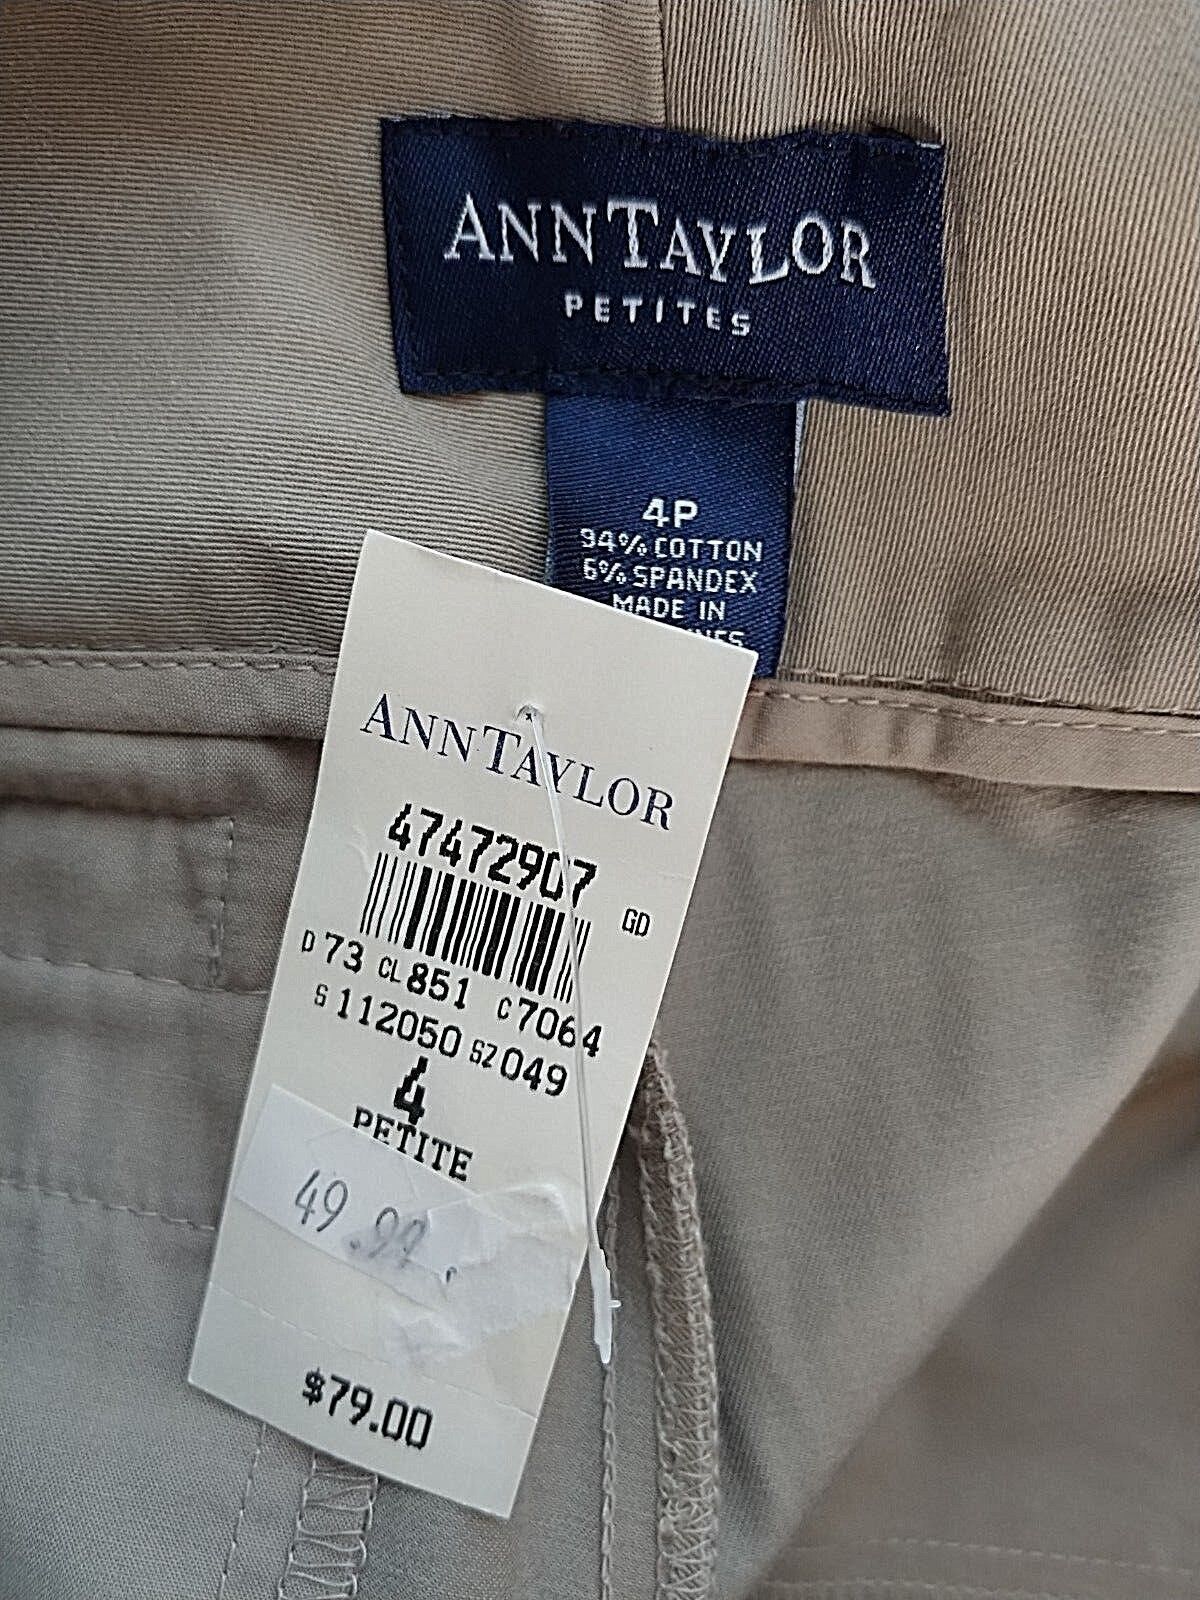 ANN TAYLOR
PETITES
4P
94% COTTON
6% SPANDEX
MADE IN
ANN TAYLOR
47472907
GD
D 73 CL 851 C 7064
S 112050 SZ 049
4
PETITE
49.99
$79.00